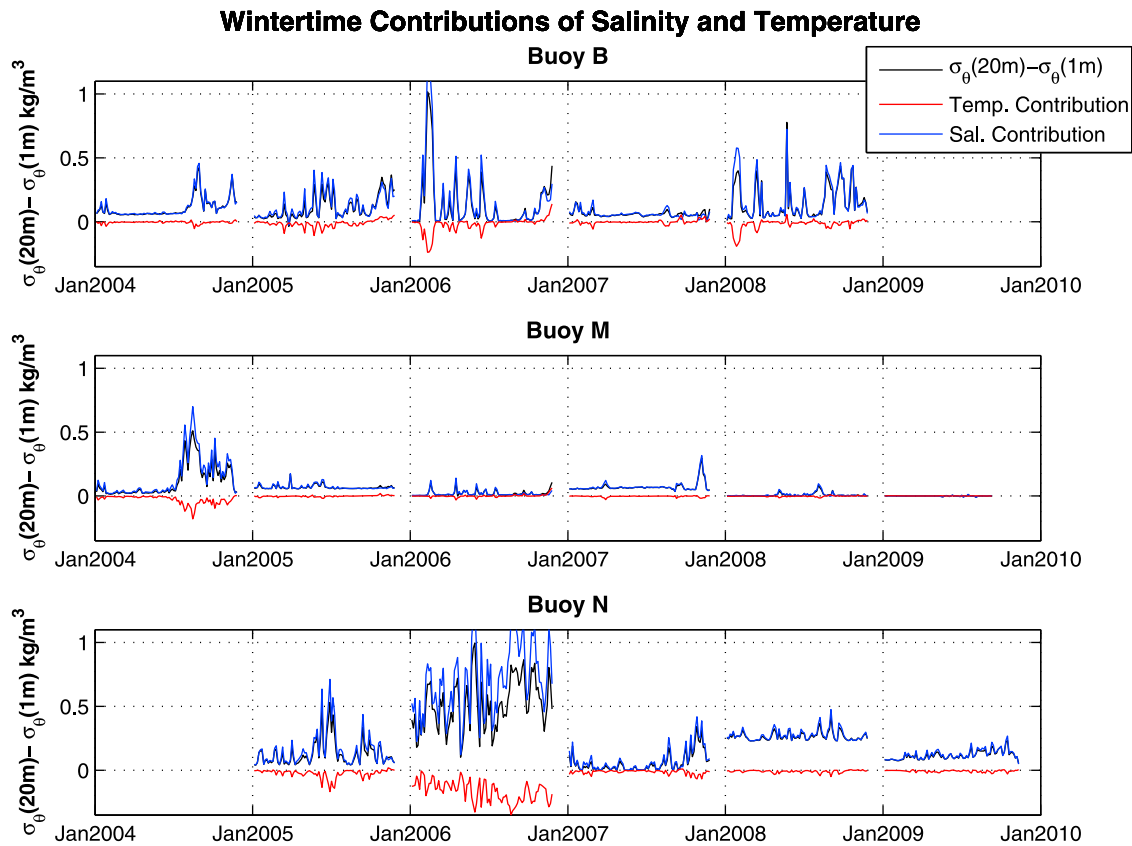 Wintertime Contributions of Salinity and Temperature
Buoy B
σθ(20m)−σθ(1m)
Temp. Contribution
Sal. Contribution
σθ(20m)− σθ(1m) kg/m³
1
0.5
0
Jan2004 Jan2005 Jan2006 Jan2007 Jan2008 Jan2009 Jan2010
Buoy M
σθ(20m)− σθ(1m) kg/m³
1
0.5
0
Jan2004 Jan2005 Jan2006 Jan2007 Jan2008 Jan2009 Jan2010
Buoy N
σθ(20m)− σθ(1m) kg/m³
1
0.5
0
Jan2004 Jan2005 Jan2006 Jan2007 Jan2008 Jan2009 Jan2010